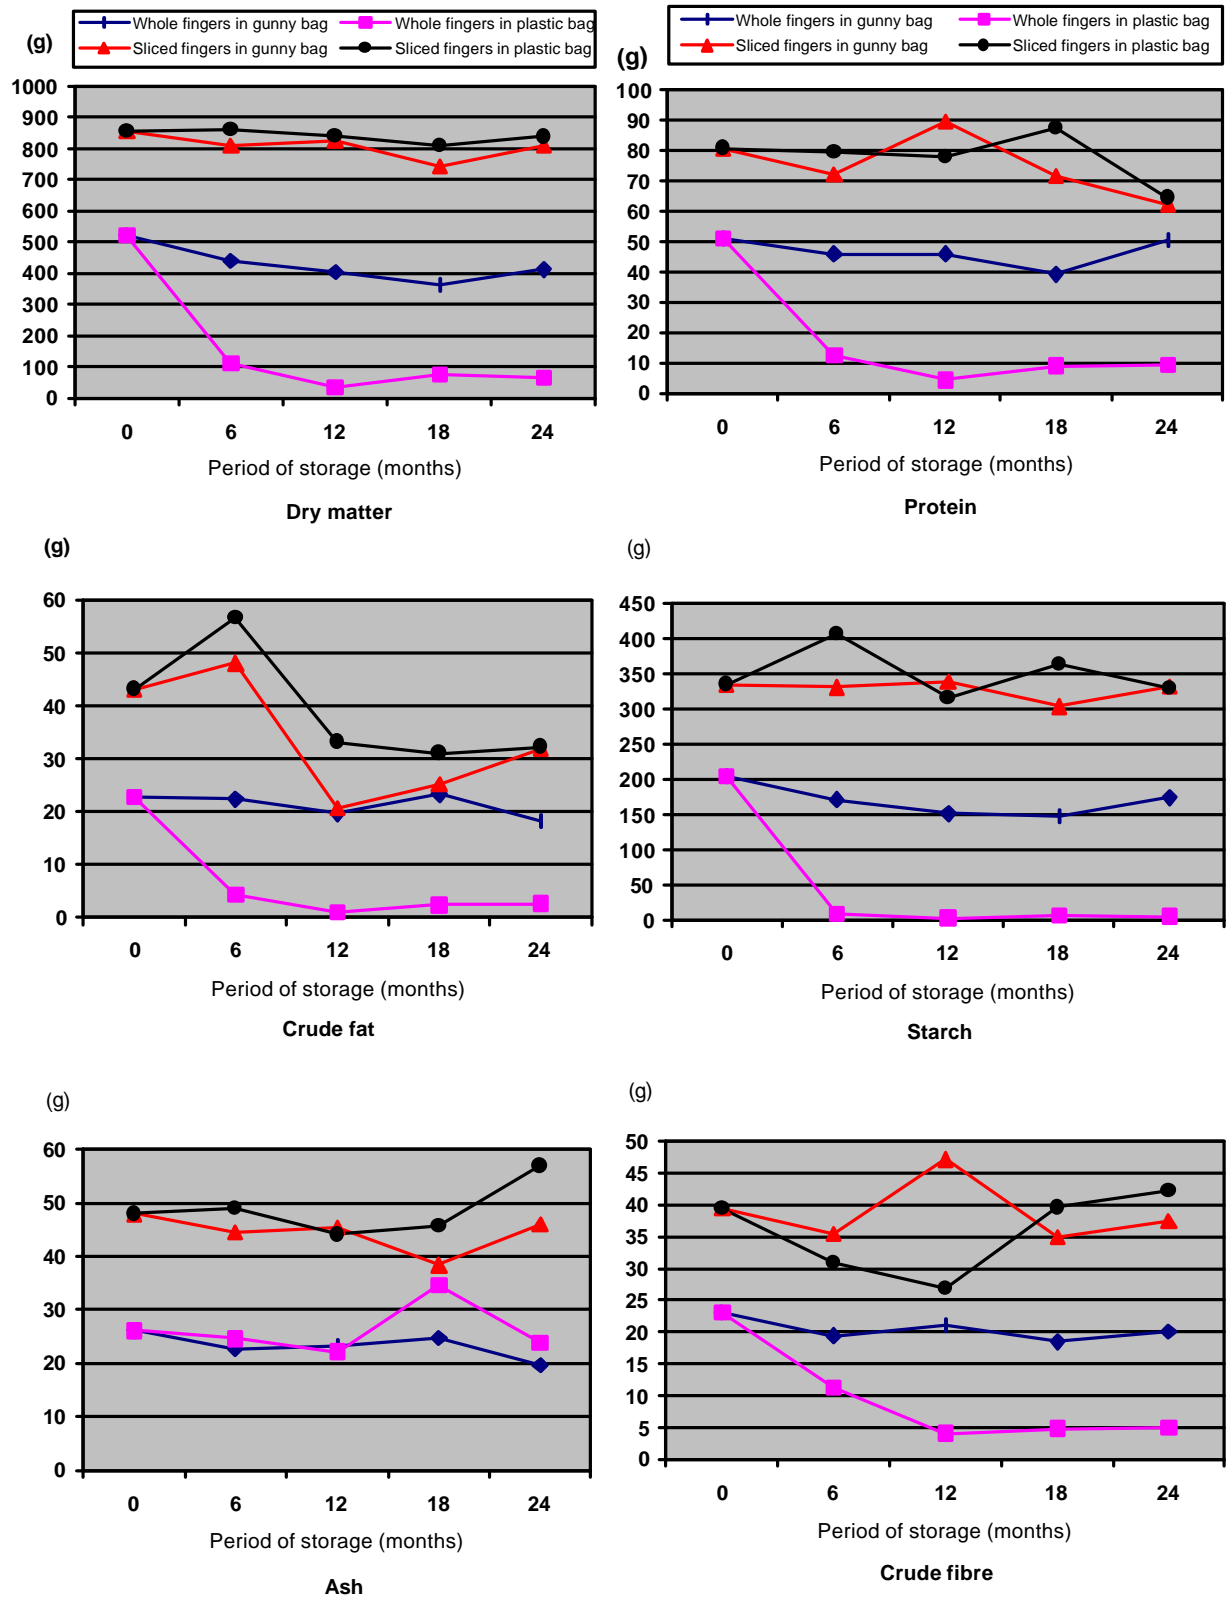 Whole fingers in gunny bag Whole fingers in plastic bag
Sliced fingers in gunny bag Sliced fingers in plastic bag
(g)
1000
900
800
700
600
500
400
300
200
100
0
0 6 12 18 24
Period of storage (months)
Dry matter
Whole fingers in gunny bag Whole fingers in plastic bag
Sliced fingers in gunny bag Sliced fingers in plastic bag
(g)
100
90
80
70
60
50
40
30
20
10
0
0 6 12 18 24
Period of storage (months)
Protein
(g)
60
50
40
30
20
10
0
0 6 12 18 24
Period of storage (months)
Crude fat
(g)
450
400
350
300
250
200
150
100
50
0
0 6 12 18 24
Period of storage (months)
Starch
(g)
60
50
40
30
20
10
0
0 6 12 18 24
Period of storage (months)
Ash
(g)
50
45
40
35
30
25
20
15
10
5
0
0 6 12 18 24
Period of storage (months)
Crude fibre